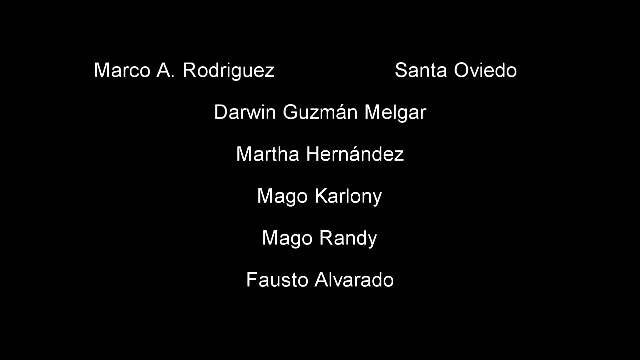 Marco A. Rodriguez Santa Oviedo
Darwin Guzmán Melgar
Martha Hernández
Mago Karlony
Mago Randy
Fausto Alvarado